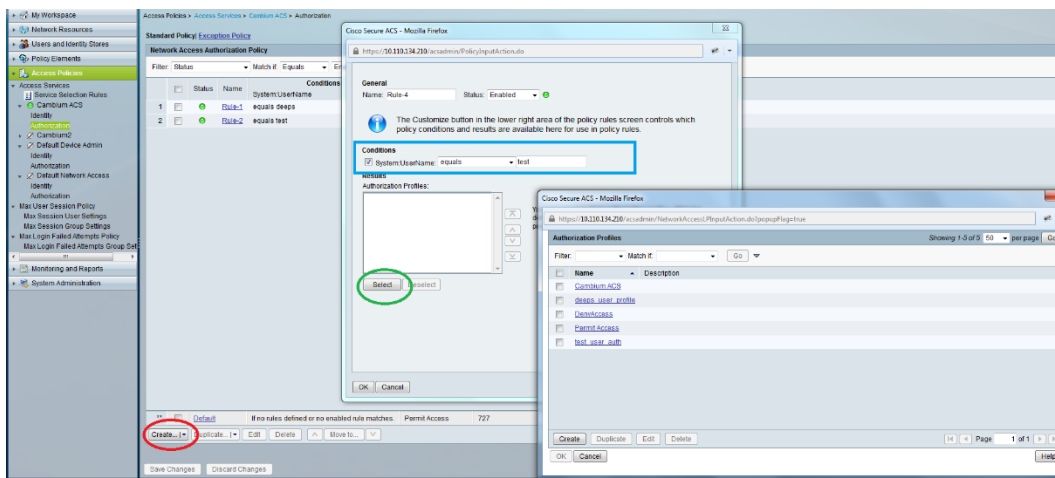 My Workspace
Network Resources
Users and Identity Stores
Policy Elements
Access Policies
Access Services
Service Selection Rules
Cambium ACS
Identity
Authorization
Cambium2
Default Device Admin
Identity
Authorization
Default Network Access
Identity
Authorization
Max User Session Policy
Max Session User Settings
Max Session Group Settings
Max Login Failed Attempts Policy
Max Login Failed Attempts Group Set
Monitoring and Reports
System Administration
Access Policies > Access Services > Cambium ACS > Authorization
Standard Policy| Exception Policy
Network Access Authorization Policy
Filter: Status Match if: Equals
Conditions
Status Name
System:UserName
1 Rule-1 equals deeps
2 Rule-2 equals test
** Default If no rules defined or no enabled rule matches. Permit Access 727
Create... Duplicate... Edit Delete Move to...
Save Changes Discard Changes
Cisco Secure ACS - Mozilla Firefox
https://10.110.134.210/acsadmin/PolicyInputAction.do
General
Name: Rule-4 Status: Enabled
The Customize button in the lower right area of the policy rules screen controls which
policy conditions and results are available here for use in policy rules.
Conditions
System:UserName: equals test
Results
Authorization Profiles:
Select Deselect
OK Cancel
Cisco Secure ACS - Mozilla Firefox
https://10.110.134.210/acsadmin/NetworkAccessLPInputAction.do?popupFlag=true
Authorization Profiles Showing 1-5 of 5 50 per page Go
Filter: Match if: Go
Name Description
Cambium ACS
deeps_user_profile
DenyAccess
Permit Access
test_user_auth
Create Duplicate Edit Delete Page 1 of 1
OK Cancel Help